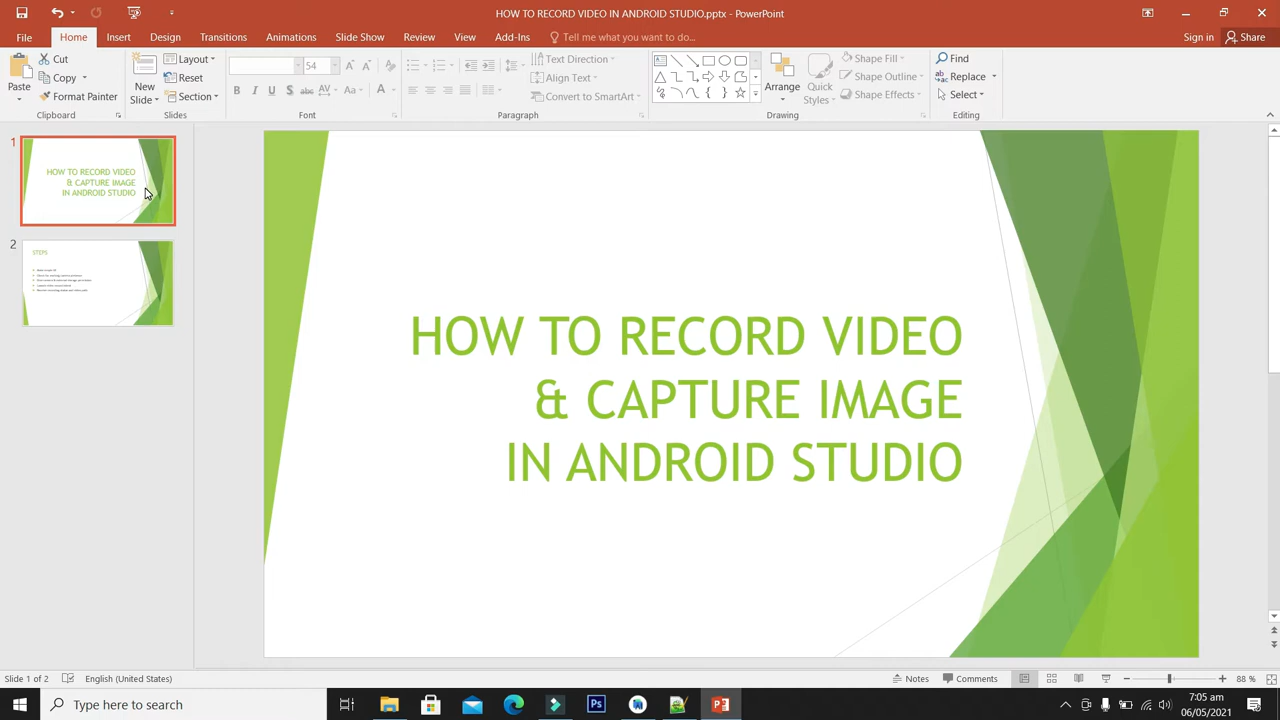 HOW TO RECORD VIDEO IN ANDROID STUDIO.pptx - PowerPoint
File Home Insert Design Transitions Animations Slide Show Review View Add-Ins Tell me what you want to do... Sign in Share
Paste Cut Copy Format Painter
Clipboard
New Slide Layout Reset Section
Slides
54
B I U S abc AV Aa A
Font
Text Direction
Align Text
Convert to SmartArt
Paragraph
Arrange Quick Styles
Shape Fill
Shape Outline
Shape Effects
Drawing
Find
Replace
Select
Editing
1
HOW TO RECORD VIDEO
& CAPTURE IMAGE
IN ANDROID STUDIO
2
STEPS
HOW TO RECORD VIDEO
& CAPTURE IMAGE
IN ANDROID STUDIO
Slide 1 of 2 English (United States) Notes Comments 88 %
Type here to search
7:05 am
06/05/2021